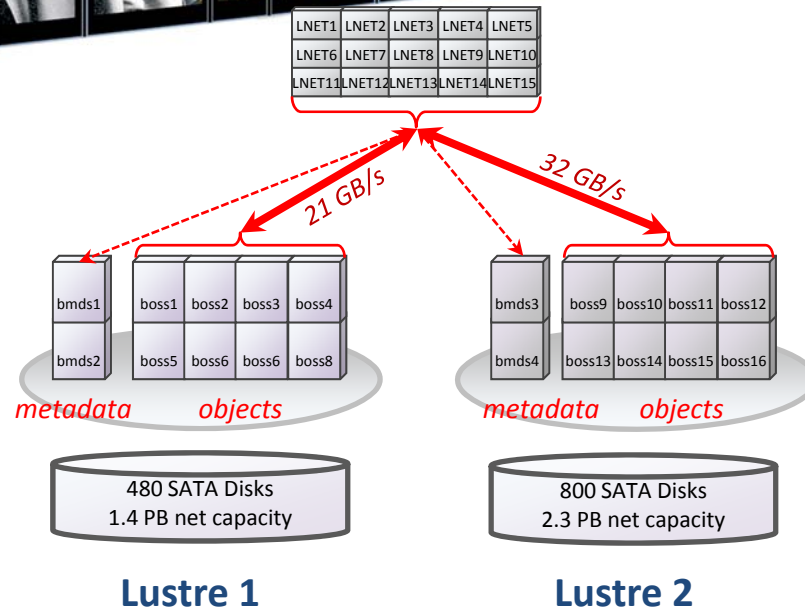 LNET1 LNET2 LNET3 LNET4 LNET5
LNET6 LNET7 LNET8 LNET9 LNET10
LNET11 LNET12 LNET13 LNET14 LNET15
21 GB/s
32 GB/s
bmds1
boss1 boss2 boss3 boss4
bmds2
boss5 boss6 boss6 boss8
metadata objects
480 SATA Disks
1.4 PB net capacity
Lustre 1
bmds3
boss9 boss10 boss11 boss12
bmds4
boss13 boss14 boss15 boss16
metadata objects
800 SATA Disks
2.3 PB net capacity
Lustre 2